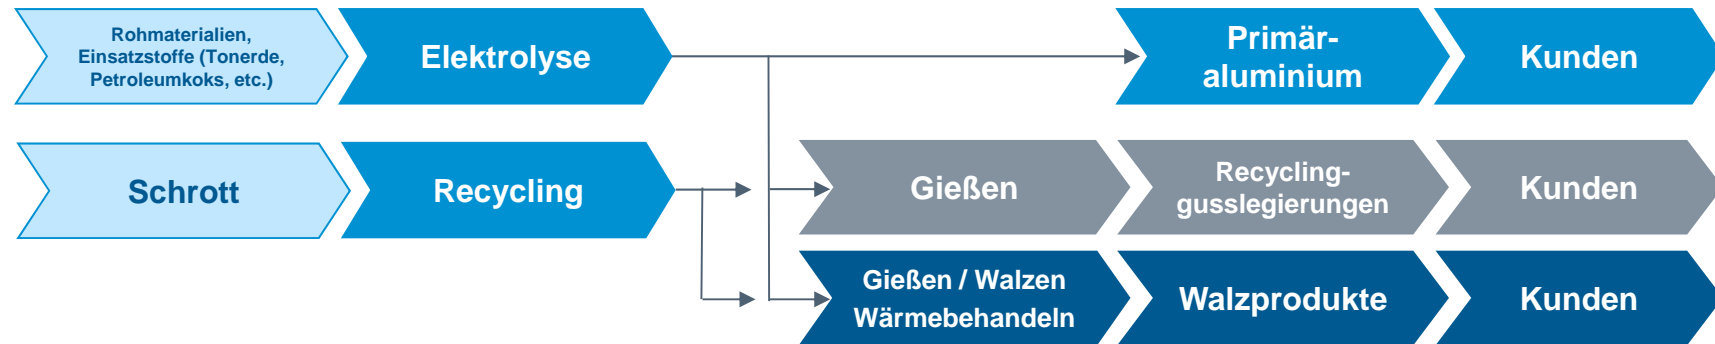 Rohmaterialien,
Einsatzstoffe (Tonerde,
Petroleumkoks, etc.)
Elektrolyse
Primär-
aluminium
Kunden
Schrott
Recycling
Gießen
Recycling-
gusslegierungen
Kunden
Gießen / Walzen
Wärmebehandeln
Walzprodukte
Kunden